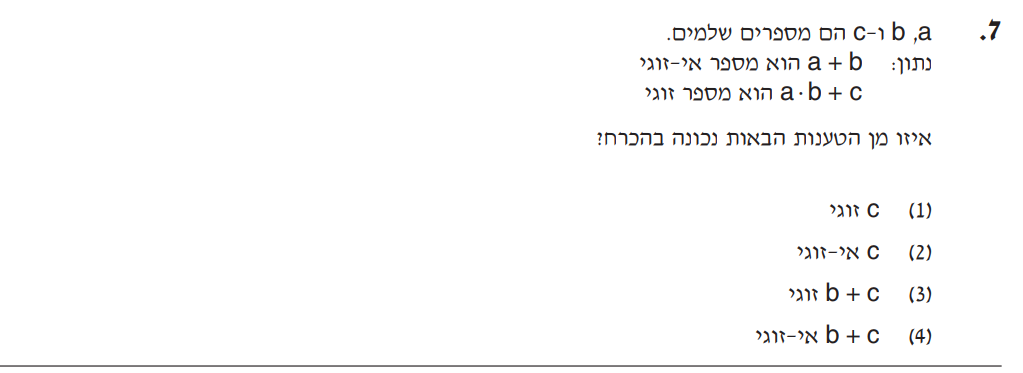 .7 a, b ו-c הם מספרים שלמים.
נתון: a + b הוא מספר אי-זוגי
a · b + c הוא מספר זוגי
איזו מן הטענות הבאות נכונה בהכרח?
(1) c זוגי
(2) c אי-זוגי
(3) b + c זוגי
(4) b + c אי-זוגי